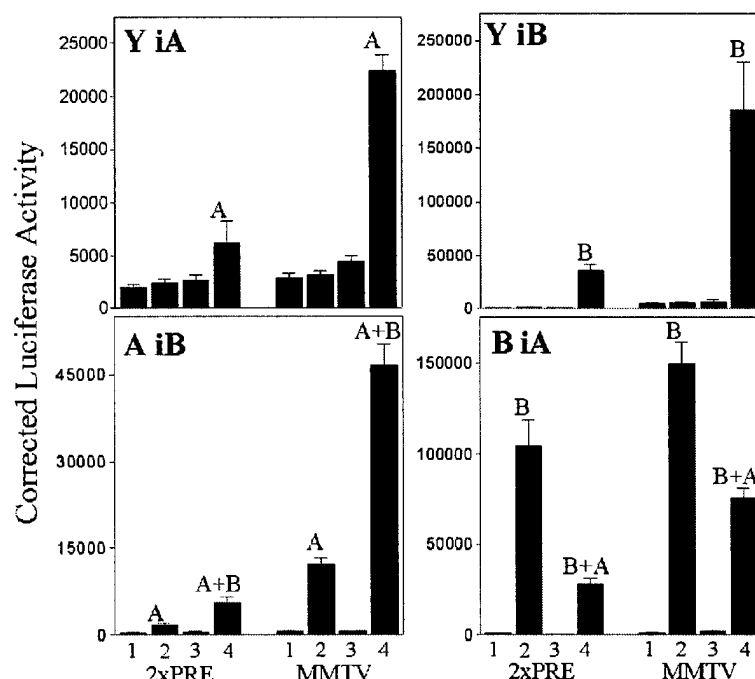 Corrected Luciferase Activity
Y iA
25000
20000
15000
10000
5000
0
A
A
Y iB
250000
200000
150000
100000
50000
0
B
B
A iB
45000
30000
15000
0
A
A+B
A
A+B
1 2 3 4 1 2 3 4
2xPRE MMTV
B iA
150000
100000
50000
0
B
B+A
B
B+A
1 2 3 4 1 2 3 4
2xPRE MMTV